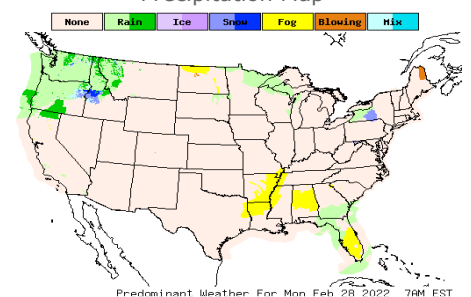 Precipitation Map
None Rain Ice Snow Fog Blowing Mix
Predominant Weather For Mon Feb 28 2022 7AM EST